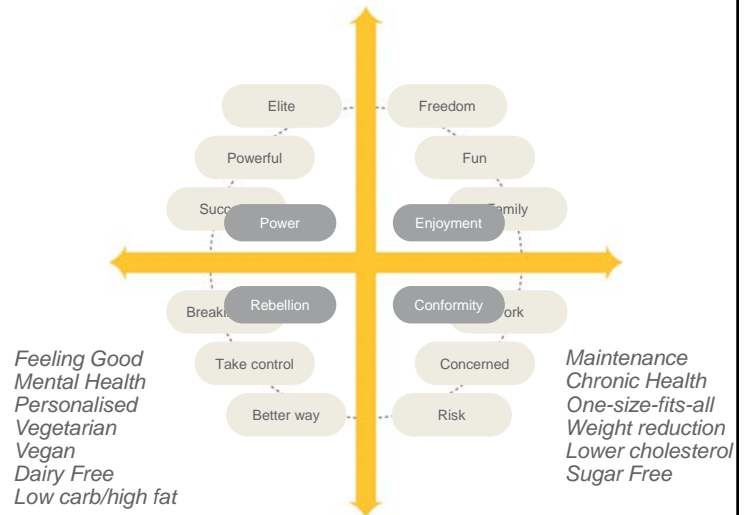 Elite
Freedom
Powerful
Fun
Power
Enjoyment
Rebellion
Conformity
Take control
Concerned
Better way
Risk
Feeling Good
Mental Health
Personalised
Vegetarian
Vegan
Dairy Free
Low carb/high fat
Maintenance
Chronic Health
One-size-fits-all
Weight reduction
Lower cholesterol
Sugar Free